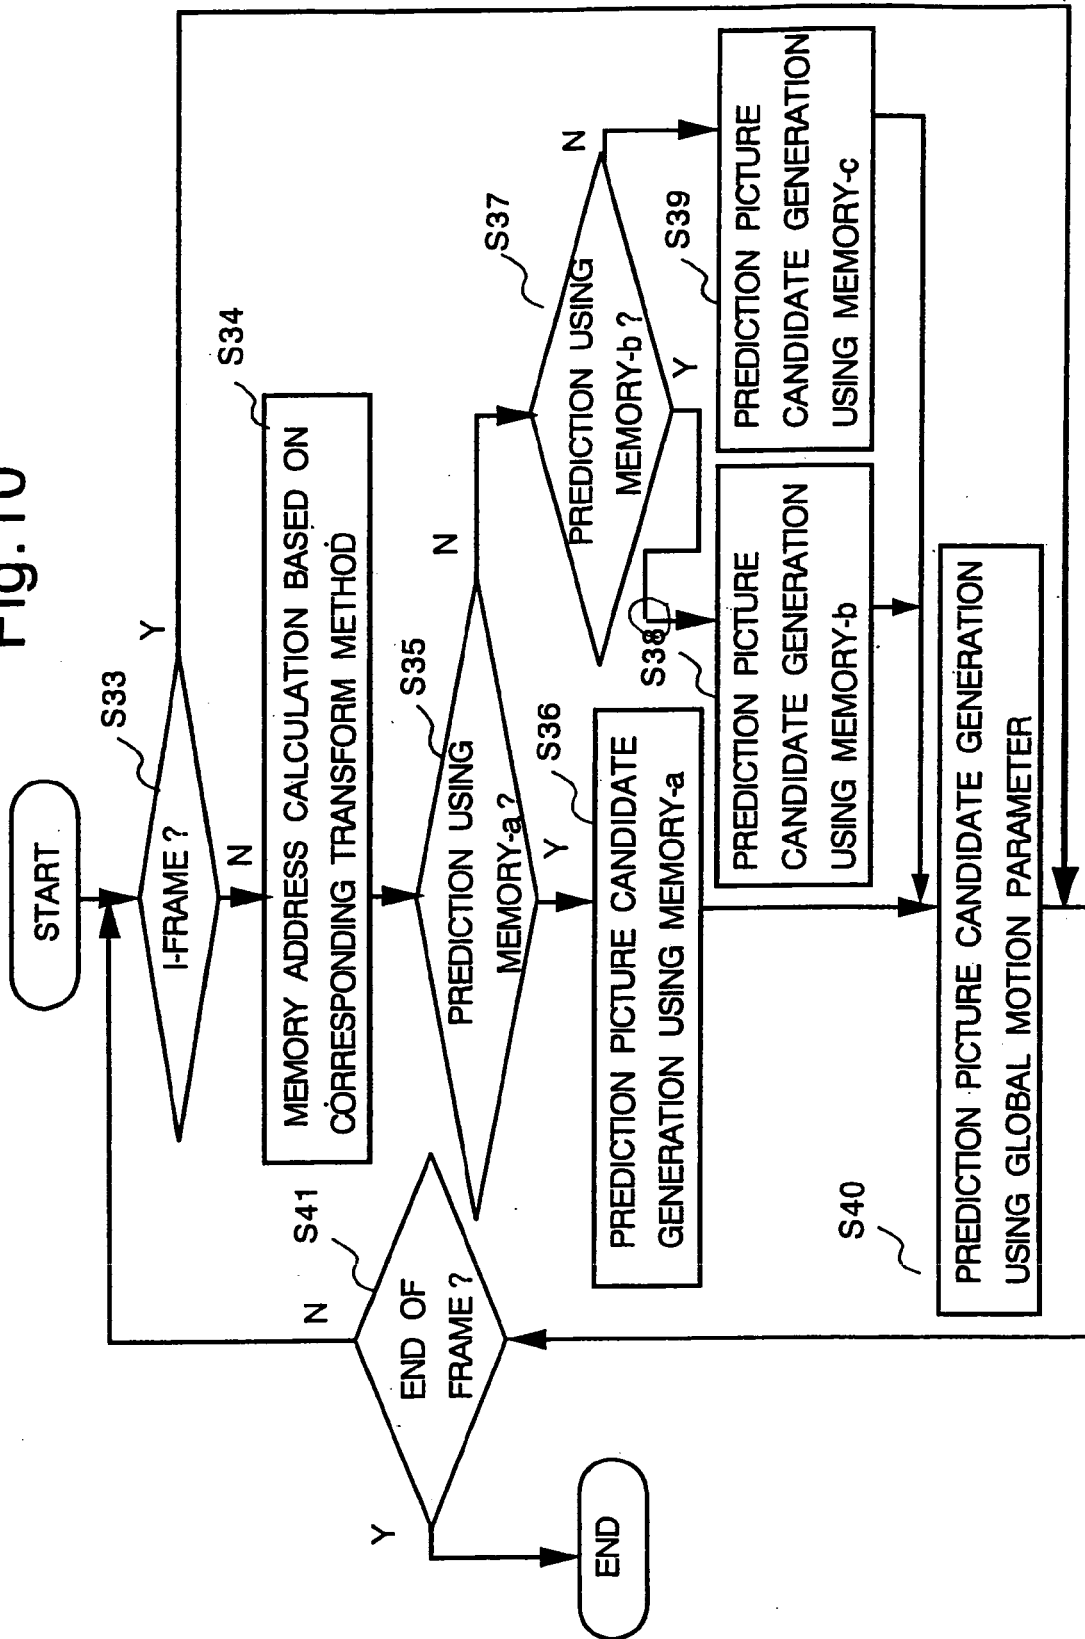 Fig.10
START
S33
I-FRAME ?
Y
N
S34
MEMORY ADDRESS CALCULATION BASED ON
CORRESPONDING TRANSFORM METHOD
S35
PREDICTION USING
MEMORY-a ?
N
Y
S36
PREDICTION PICTURE CANDIDATE
GENERATION USING MEMORY-a
S37
PREDICTION USING
MEMORY-b ?
N
Y
S38
PREDICTION PICTURE
CANDIDATE GENERATION
USING MEMORY-b
S39
PREDICTION PICTURE
CANDIDATE GENERATION
USING MEMORY-c
S40
PREDICTION PICTURE CANDIDATE GENERATION
USING GLOBAL MOTION PARAMETER
S41
END OF
FRAME ?
N
Y
END